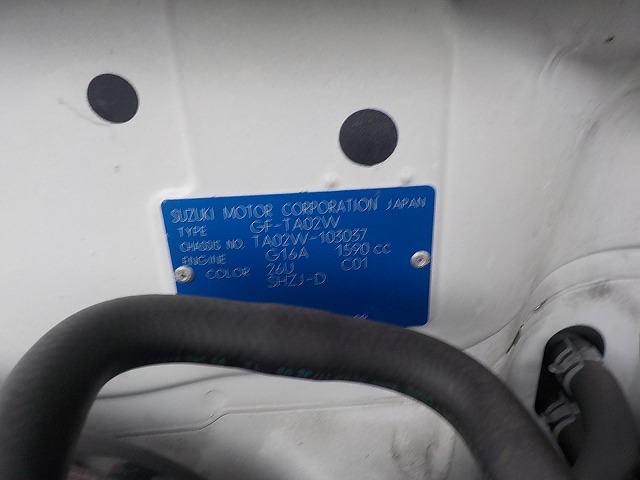 SUZUKI MOTOR CORPORATION JAPAN
TYPE GF-TA02W
CHASSIS NO. TA02W-103037
ENGINE G16A 1590 cc
COLOR 26U C01
SHZJ-D